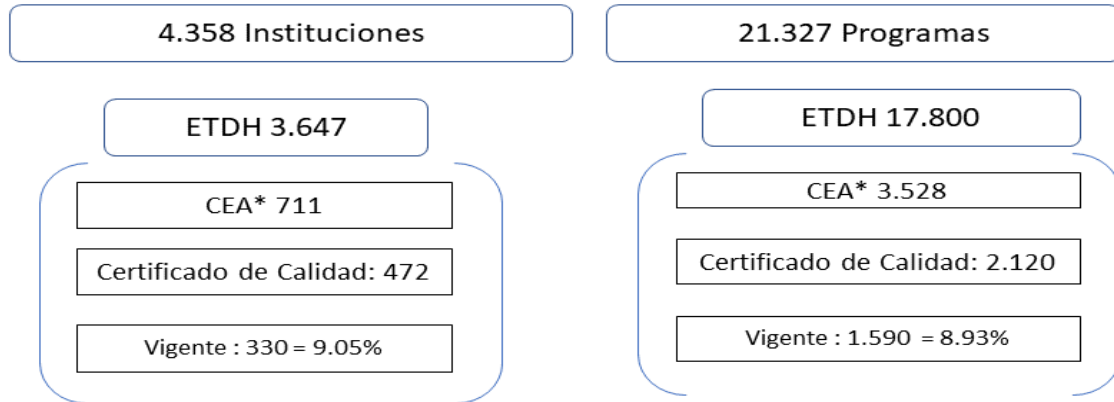 4.358 Instituciones
ETDH 3.647
CEA* 711
Certificado de Calidad: 472
Vigente : 330 = 9.05%
21.327 Programas
ETDH 17.800
CEA* 3.528
Certificado de Calidad: 2.120
Vigente : 1.590 = 8.93%